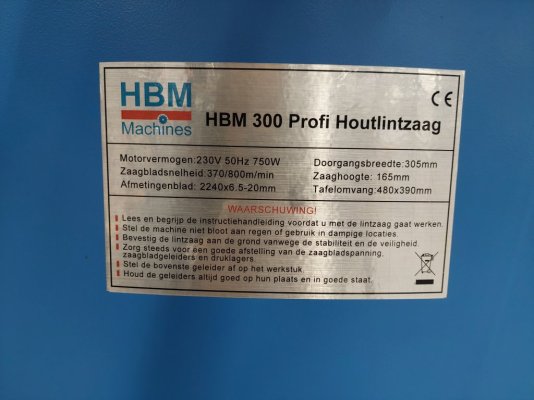 HBM
Machines
CE
HBM 300 Profi Houtlintzaag
Motorvermogen:230V 50Hz 750W
Zaagbladsnelheid:370/800m/min
Afmetingenblad: 2240x6.5-20mm
Doorgangsbreedte:305mm
Zaaghoogte: 165mm
Tafelomvang:480x390mm
WAARSCHUWING!
Lees en begrijp de instructiehandleiding voordat u met de lintzaag gaat werken.
Stel de machine niet bloot aan regen of gebruik in dampige locaties.
Bevestig de lintzaag aan de grond vanwege de stabiliteit en de veiligheid.
Zorg steeds voor een goede afstelling van de zaagbladspanning,
zaagbladgeleiders en druklagers.
Stel de bovenste geleider af op het werkstuk.
Houd de geleiders altijd goed op hun plaats en in goede staat.